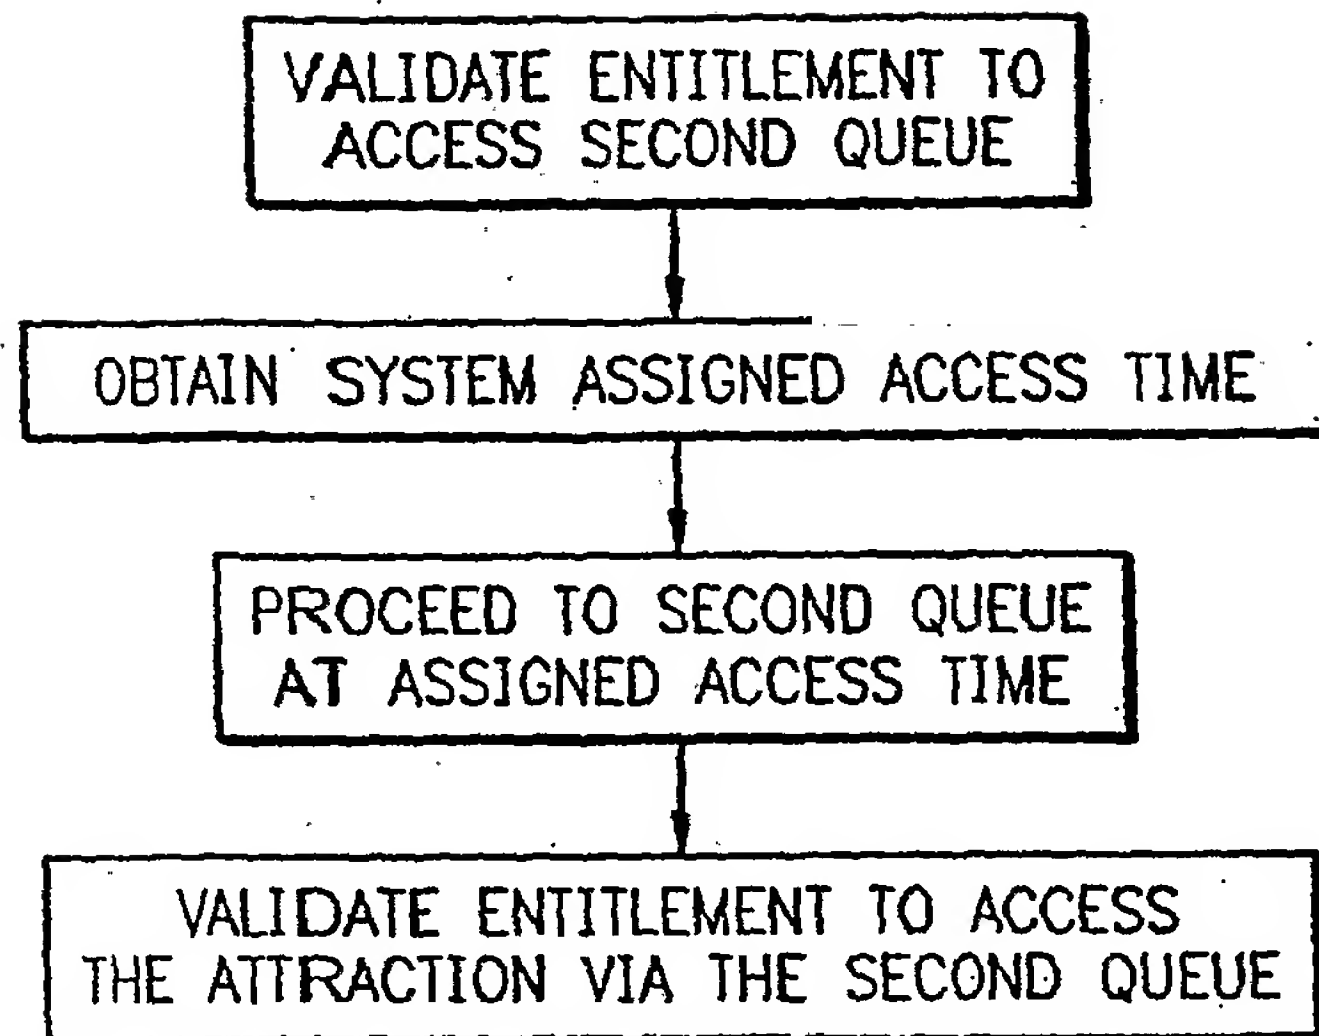 VALIDATE ENTITLEMENT TO
ACCESS SECOND QUEUE
OBTAIN SYSTEM ASSIGNED ACCESS TIME
PROCEED TO SECOND QUEUE
AT ASSIGNED ACCESS TIME
VALIDATE ENTITLEMENT TO ACCESS
THE ATTRACTION VIA THE SECOND QUEUE